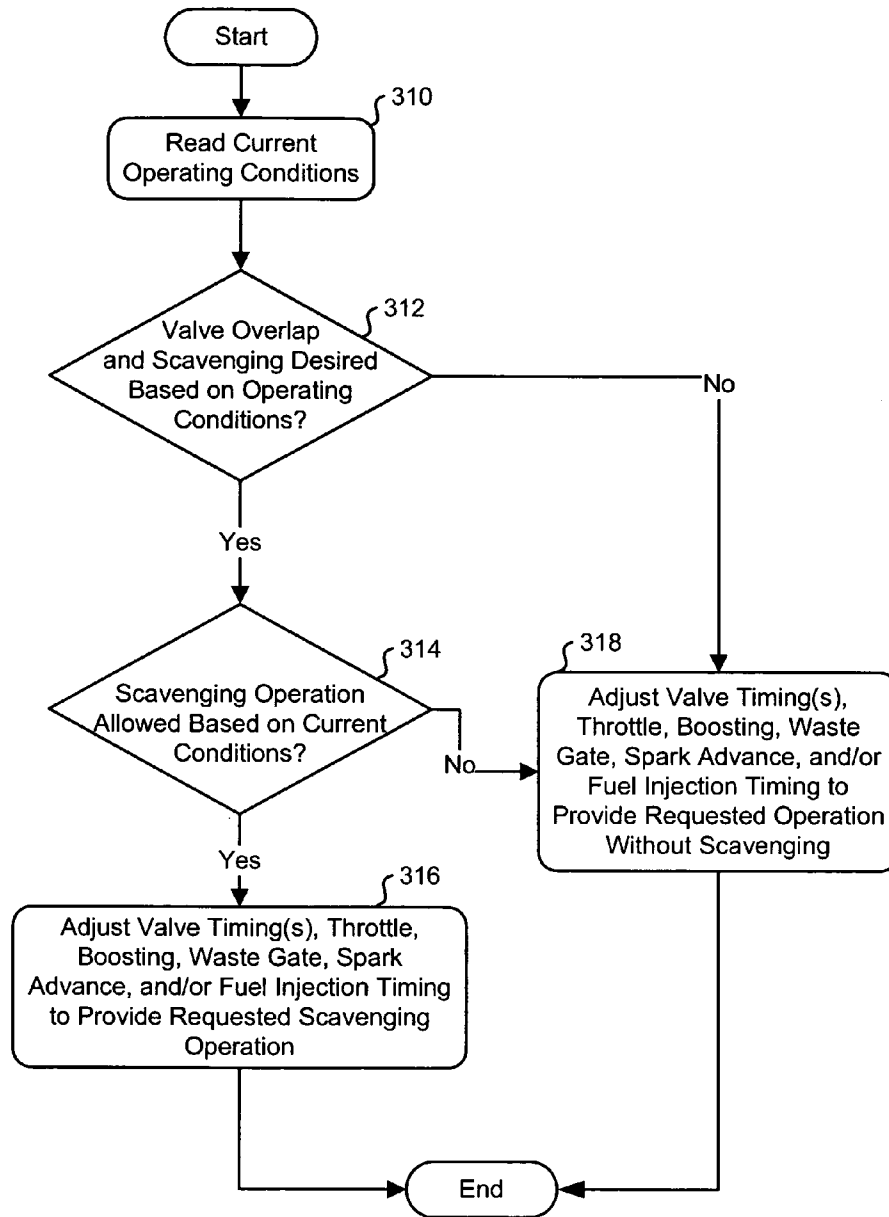 Start
310
Read Current
Operating Conditions
312
Valve Overlap
and Scavenging Desired
Based on Operating
Conditions?
No
Yes
314
Scavenging Operation
Allowed Based on Current
Conditions?
No
318
Adjust Valve Timing(s),
Throttle, Boosting, Waste
Gate, Spark Advance, and/or
Fuel Injection Timing to
Provide Requested Operation
Without Scavenging
Yes
316
Adjust Valve Timing(s), Throttle,
Boosting, Waste Gate, Spark
Advance, and/or Fuel Injection Timing
to Provide Requested Scavenging
Operation
End